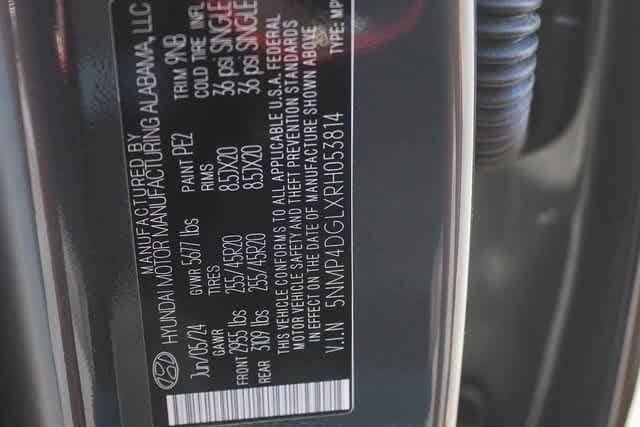 MANUFACTURED BY
HYUNDAI MOTOR MANUFACTURING ALABAMA, LLC
Jun/05/24 PAINT PE2 TRIM 9NB
GAWR GVWR 5677 lbs TIRES RIMS COLD TIRE INFL
FRONT 2955 lbs 255/45R20 8.5JX20 36 psi SINGLE
REAR 3109 lbs 255/45R20 8.5JX20 36 psi SINGLE
THIS VEHICLE CONFORMS TO ALL APPLICABLE U.S.A. FEDERAL
MOTOR VEHICLE SAFETY AND THEFT PREVENTION STANDARDS
IN EFFECT ON THE DATE OF MANUFACTURE SHOWN ABOVE
V.I.N 5NMP4DGLXRH053814 TYPE: MP